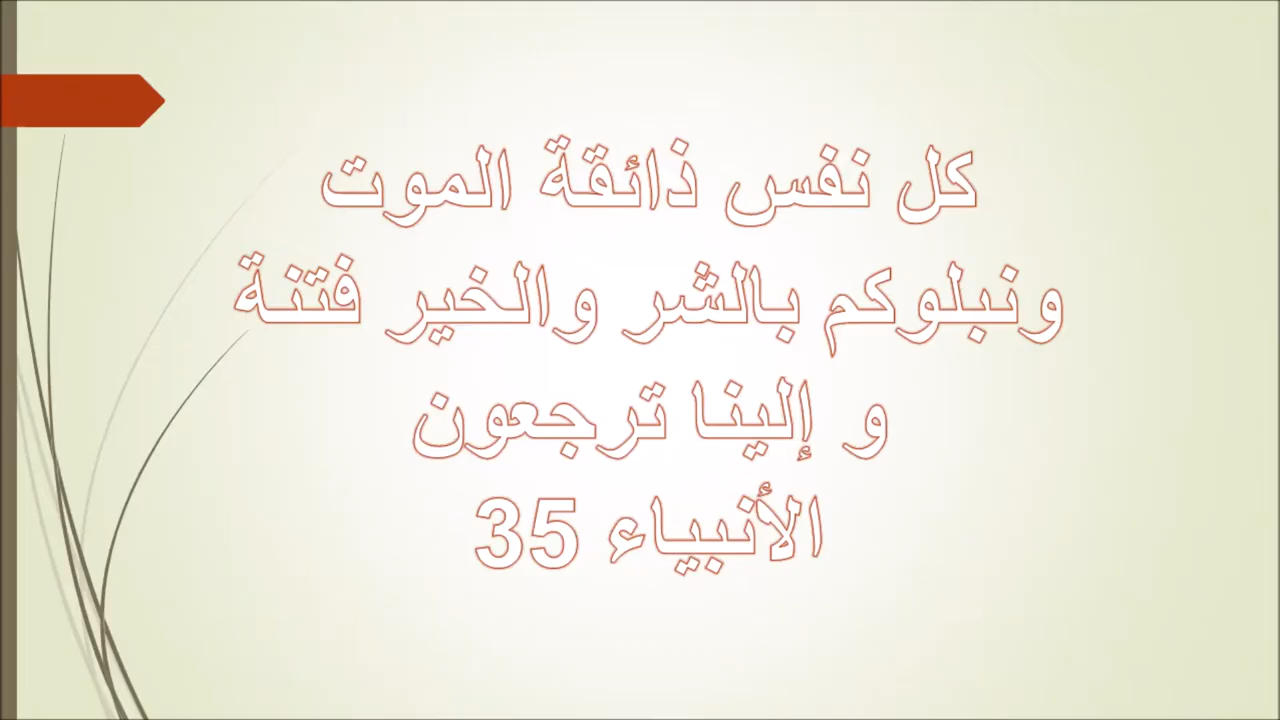 كل نفس ذائقة الموت
ونبلوكم بالشر والخير فتنة
و إلينا ترجعون
الأنبياء 35